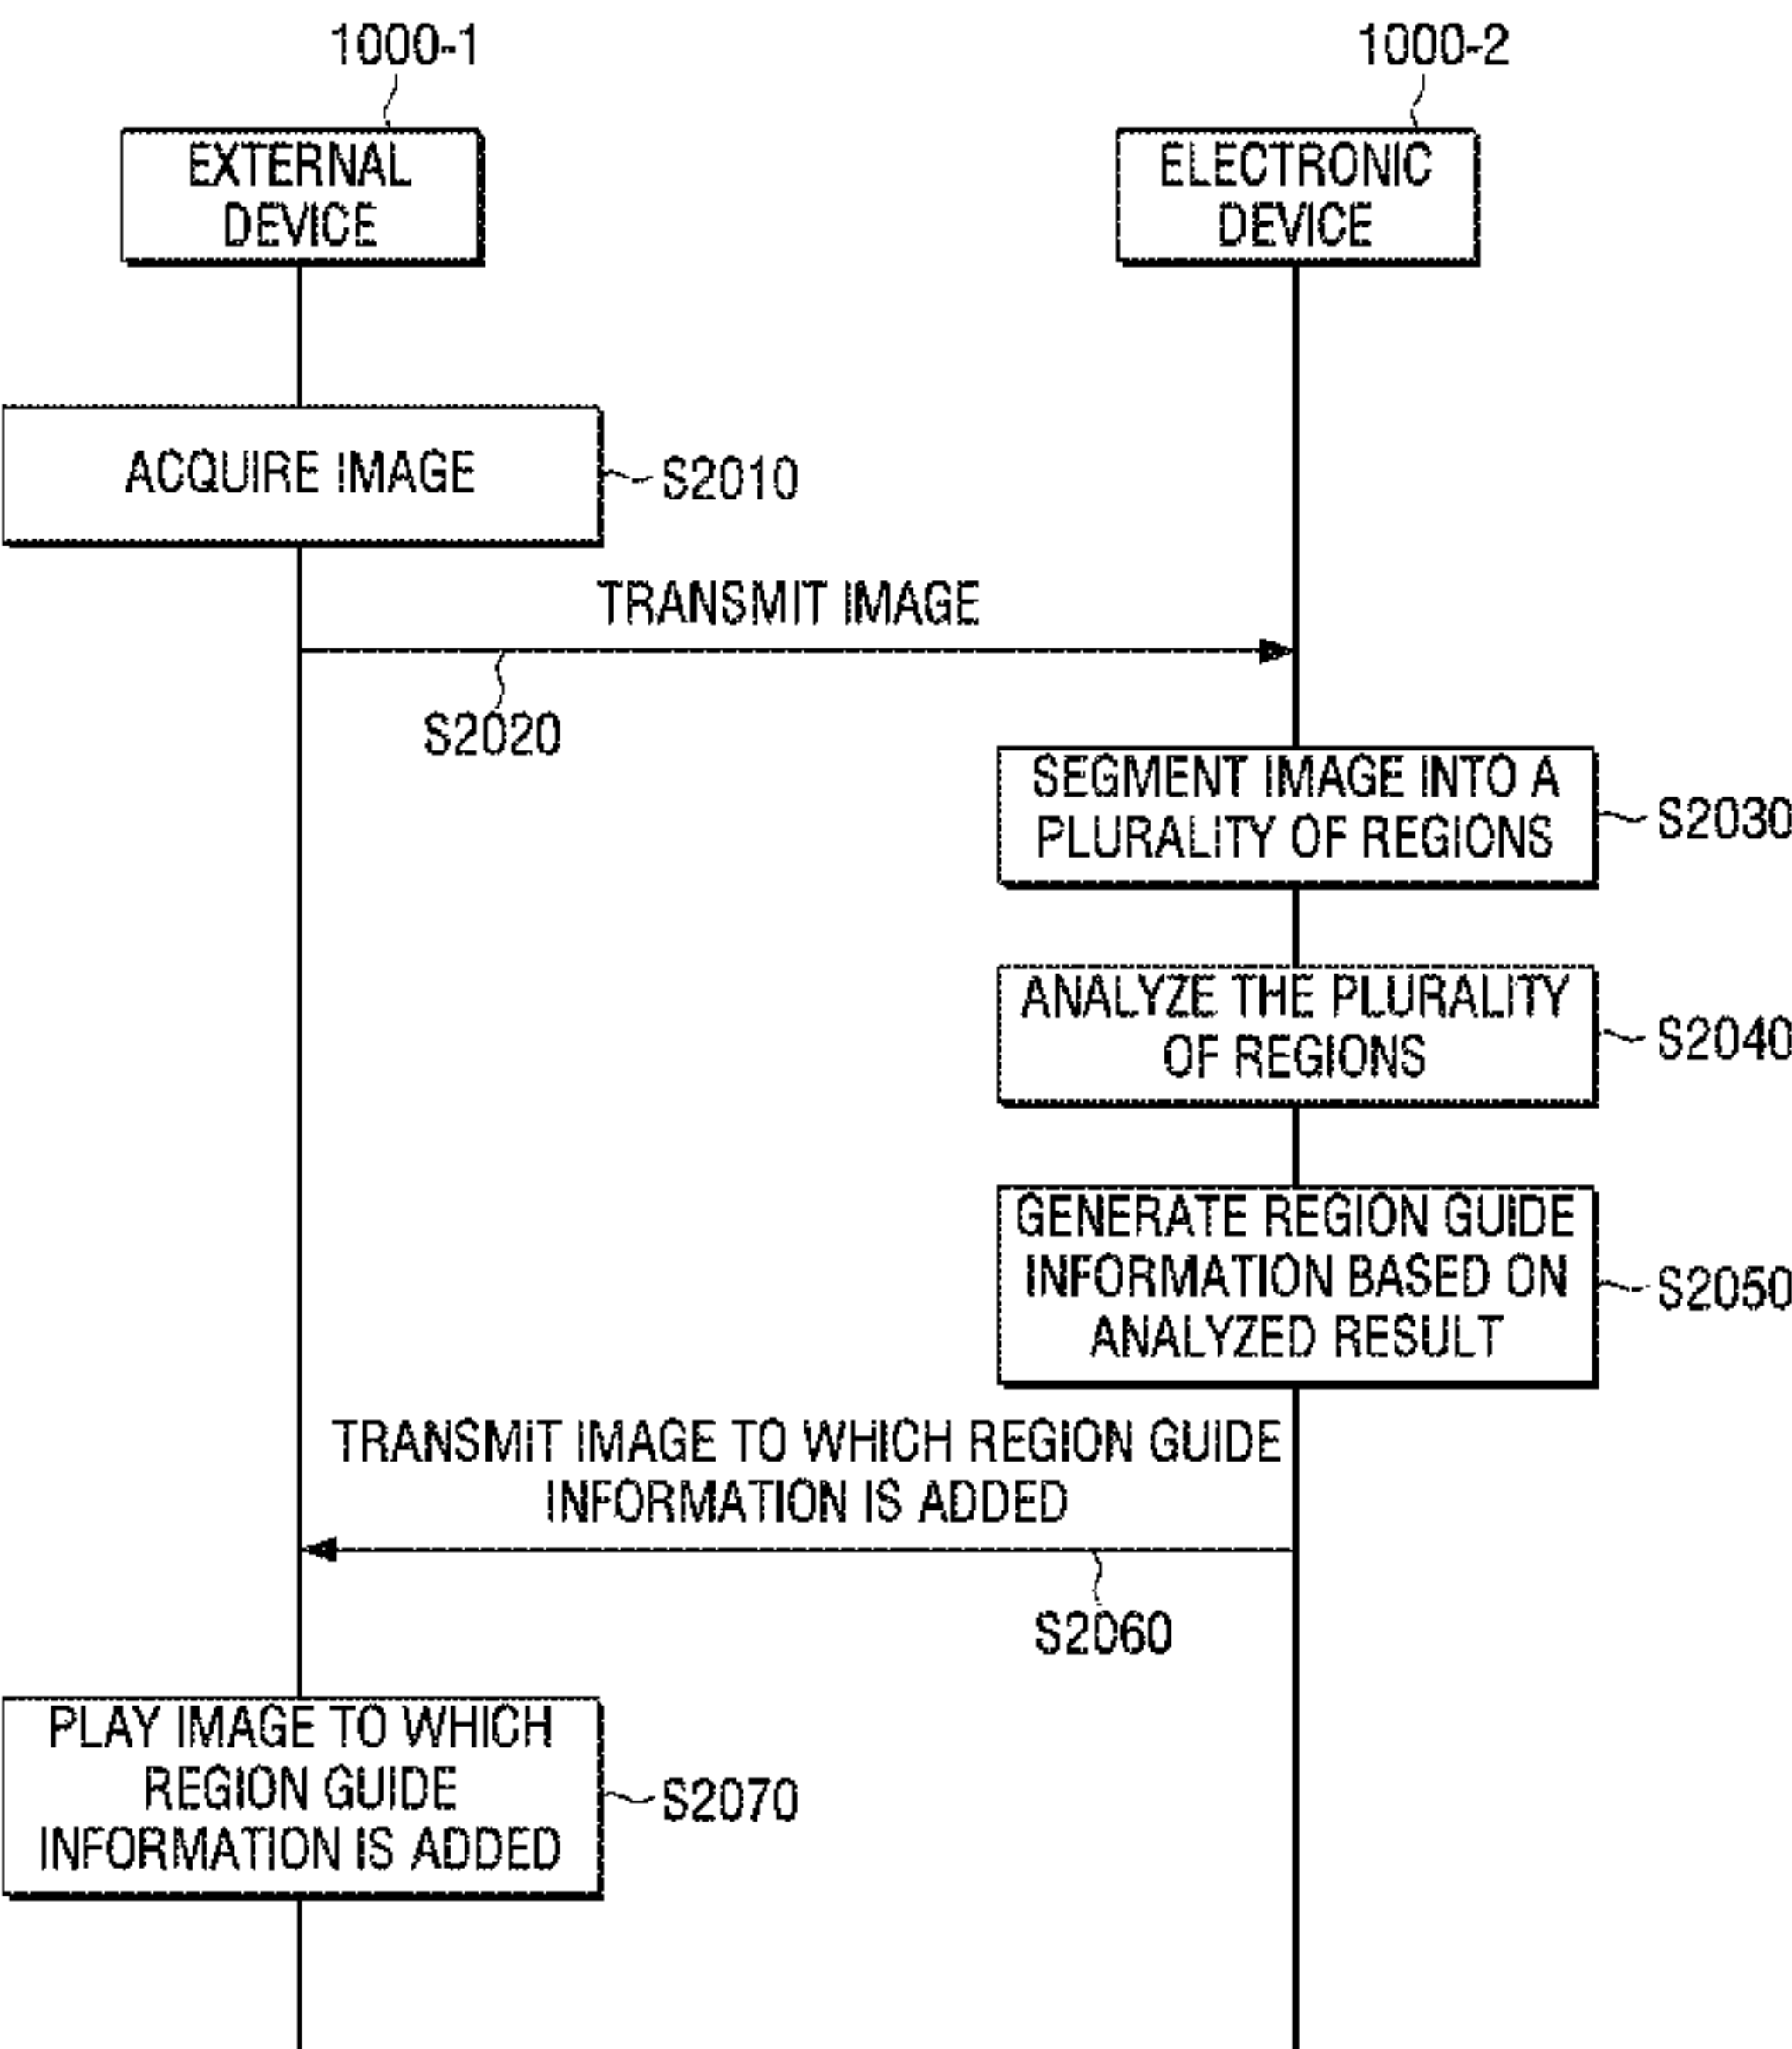 1000-1
1000-2
EXTERNAL
DEVICE
ELECTRONIC
DEVICE
ACQUIRE IMAGE
S2010
TRANSMIT IMAGE
S2020
SEGMENT IMAGE INTO A
PLURALITY OF REGIONS
S2030
ANALYZE THE PLURALITY
OF REGIONS
S2040
GENERATE REGION GUIDE
INFORMATION BASED ON
ANALYZED RESULT
S2050
TRANSMIT IMAGE TO WHICH REGION GUIDE
INFORMATION IS ADDED
S2060
PLAY IMAGE TO WHICH
REGION GUIDE
INFORMATION IS ADDED
S2070